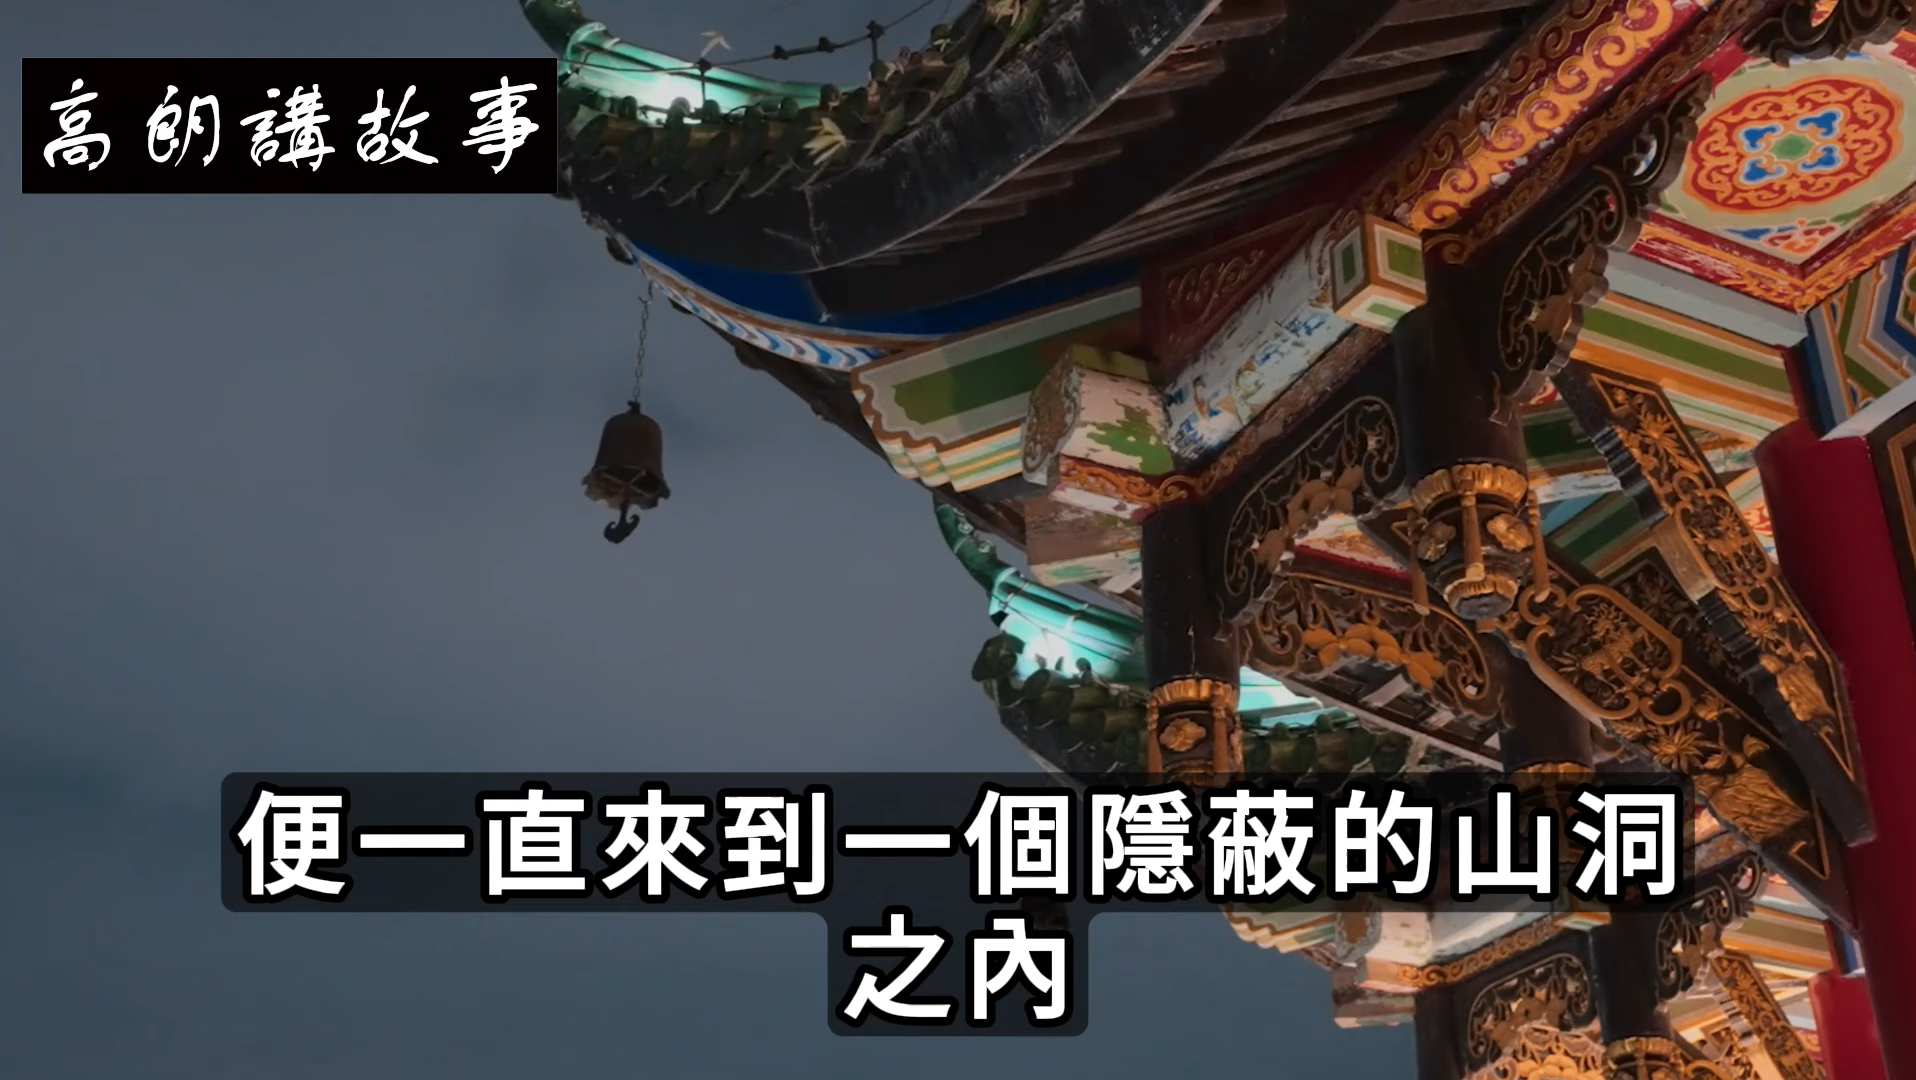 高朗講故事
便一直來到一個隱蔽的山洞
之內